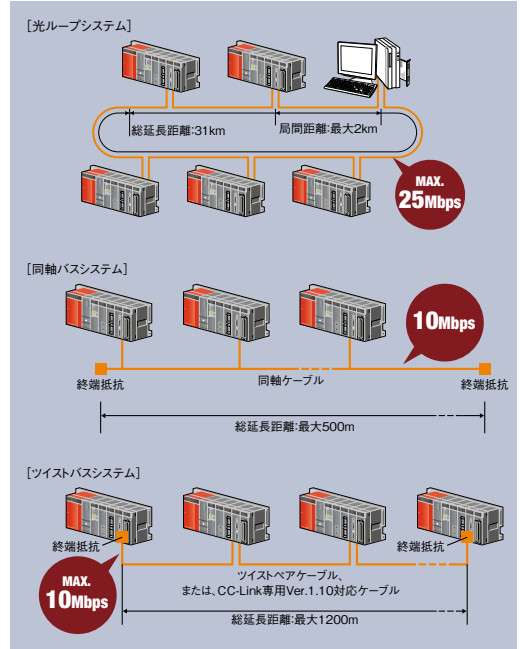 ［光ループシステム］
総延長距離:31km
局間距離:最大2km
MAX.
25Mbps
［同軸バスシステム］
10Mbps
終端抵抗
同軸ケーブル
終端抵抗
総延長距離:最大500m
［ツイストバスシステム］
終端抵抗
終端抵抗
MAX.
10Mbps
ツイストペアケーブル、
または、CC-Link専用Ver.1.10対応ケーブル
総延長距離:最大1200m